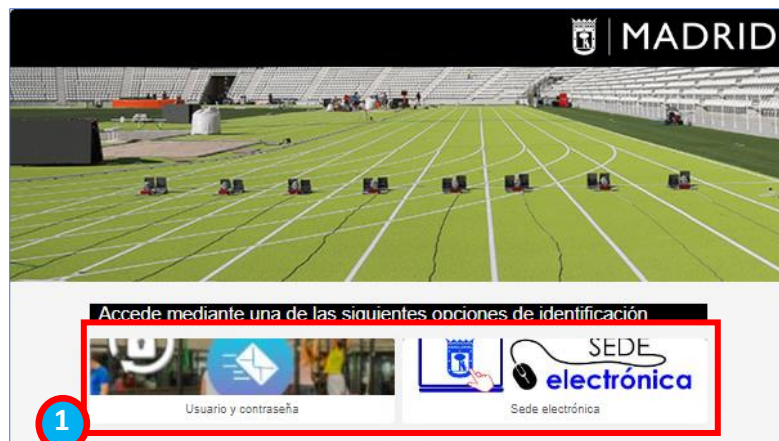 MADRID
Accede mediante una de las siguientes opciones de identificación
SEDE
electrónica
Usuario y contraseña
Sede electrónica
1